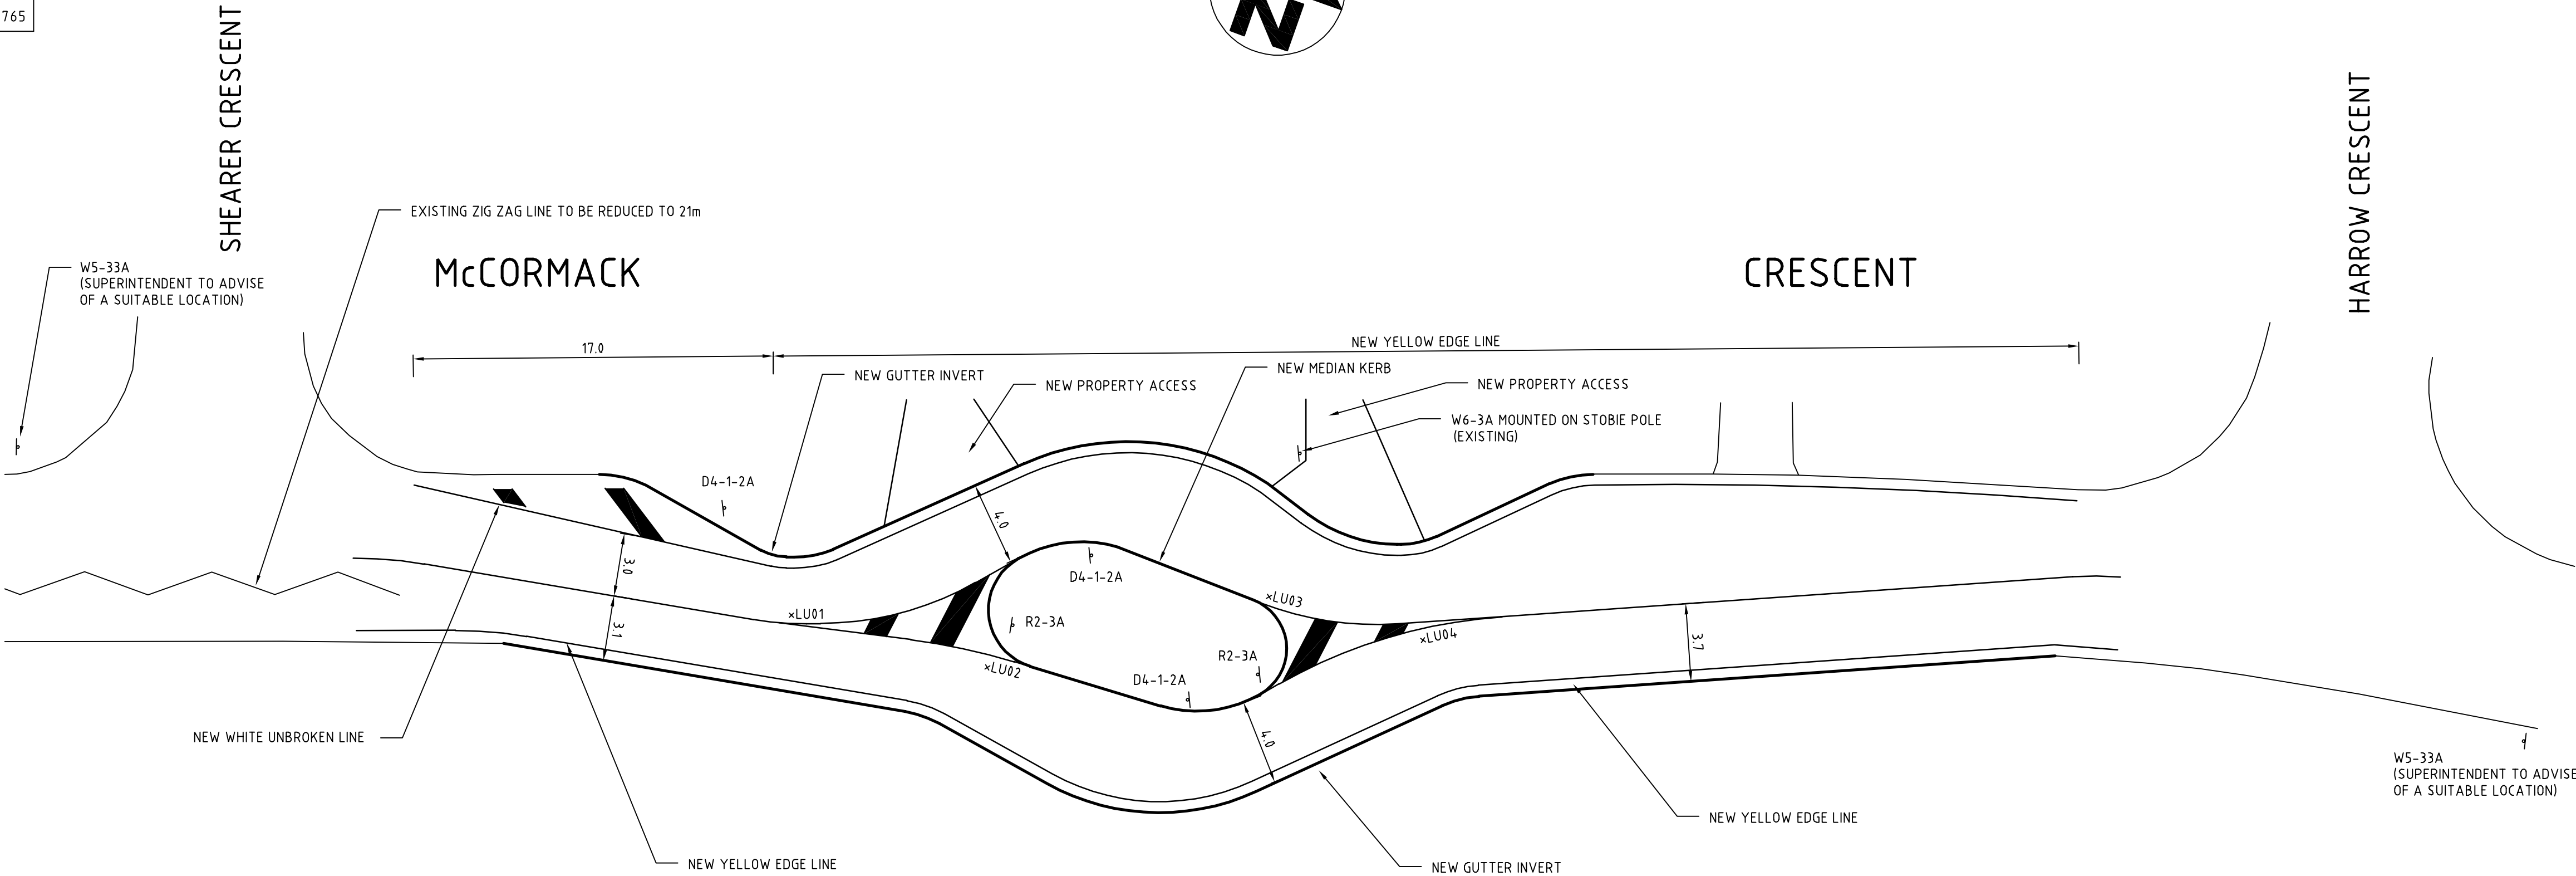 765
N
SHEARER CRESCENT
HARROW CRESCENT
EXISTING ZIG ZAG LINE TO BE REDUCED TO 21m
W5-33A
(SUPERINTENDENT TO ADVISE
OF A SUITABLE LOCATION)
McCORMACK
CRESCENT
17.0
NEW YELLOW EDGE LINE
NEW GUTTER INVERT
NEW PROPERTY ACCESS
NEW MEDIAN KERB
NEW PROPERTY ACCESS
W6-3A MOUNTED ON STOBIE POLE
(EXISTING)
D4-1-2A
4.0
3.0
D4-1-2A
×LU01
×LU03
3.1
R2-3A
×LU04
3.7
R2-3A
×LU02
D4-1-2A
4.0
NEW WHITE UNBROKEN LINE
W5-33A
(SUPERINTENDENT TO ADVISE
OF A SUITABLE LOCATION)
NEW YELLOW EDGE LINE
NEW YELLOW EDGE LINE
NEW GUTTER INVERT